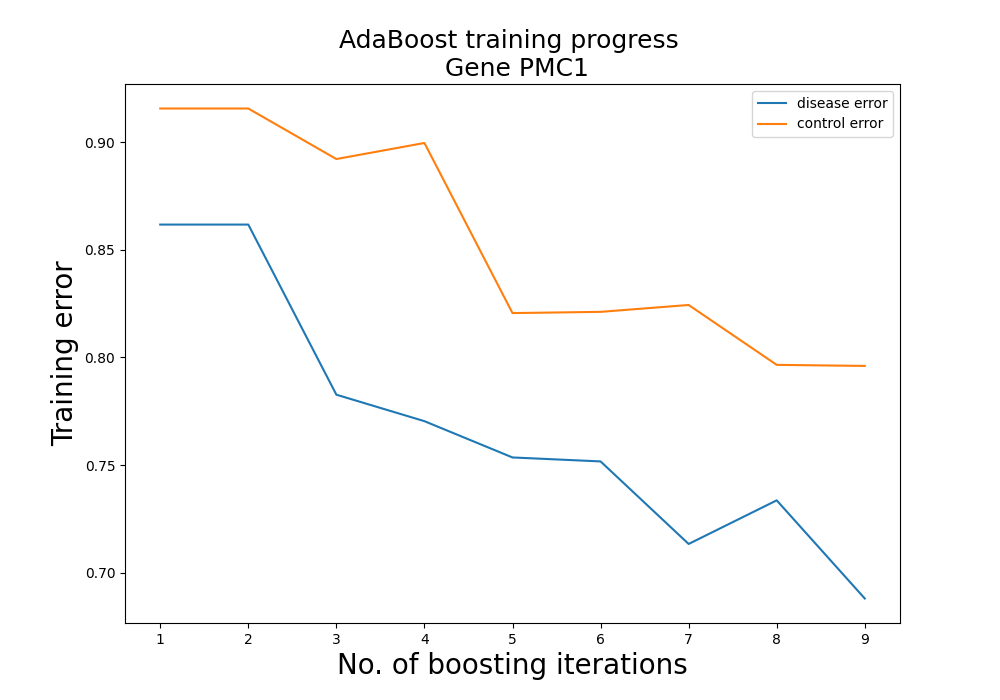 AdaBoost training progress
Gene PMC1
disease error
control error
0.90
0.85
0.80
0.75
0.70
Training error
1 2 3 4 5 6 7 8 9
No. of boosting iterations